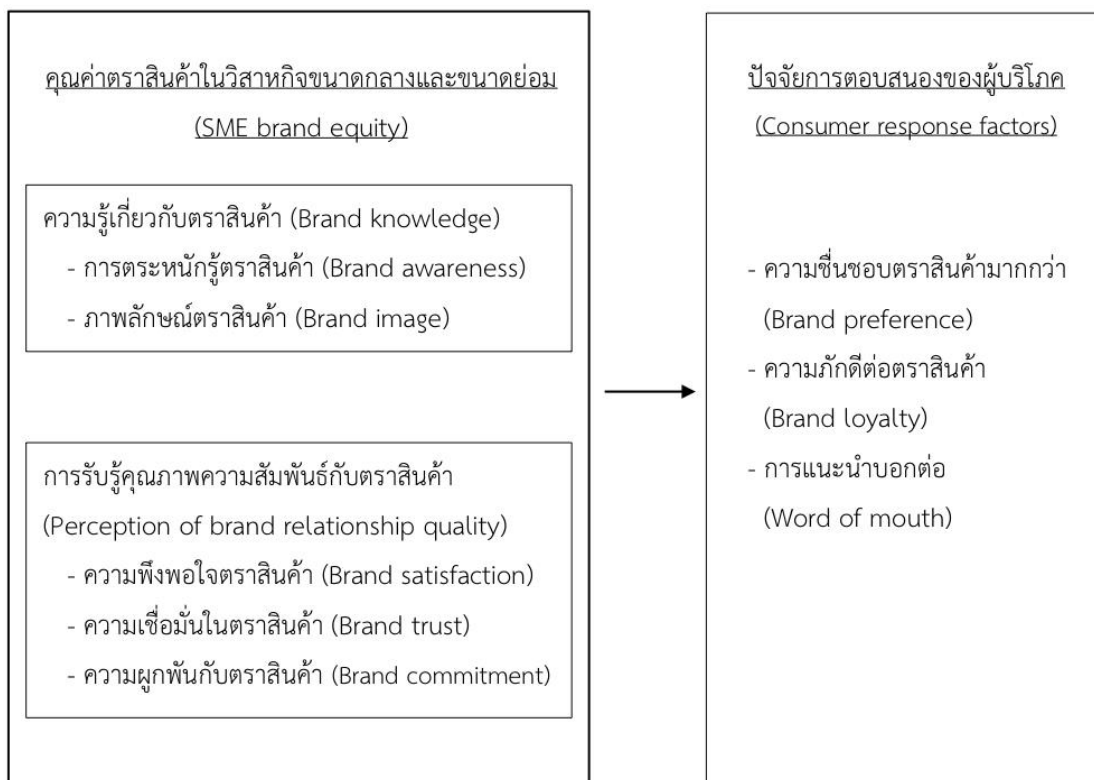 คุณค่าตราสินค้าในวิสาหกิจขนาดกลางและขนาดย่อม
(SME brand equity)
ความรู้เกี่ยวกับตราสินค้า (Brand knowledge)
- การตระหนักรู้ตราสินค้า (Brand awareness)
- ภาพลักษณ์ตราสินค้า (Brand image)
การรับรู้คุณภาพความสัมพันธ์กับตราสินค้า
(Perception of brand relationship quality)
- ความพึงพอใจตราสินค้า (Brand satisfaction)
- ความเชื่อมั่นในตราสินค้า (Brand trust)
- ความผูกพันกับตราสินค้า (Brand commitment)
ปัจจัยการตอบสนองของผู้บริโภค
(Consumer response factors)
- ความชื่นชอบตราสินค้ามากกว่า
(Brand preference)
- ความภักดีต่อตราสินค้า
(Brand loyalty)
- การแนะนำบอกต่อ
(Word of mouth)